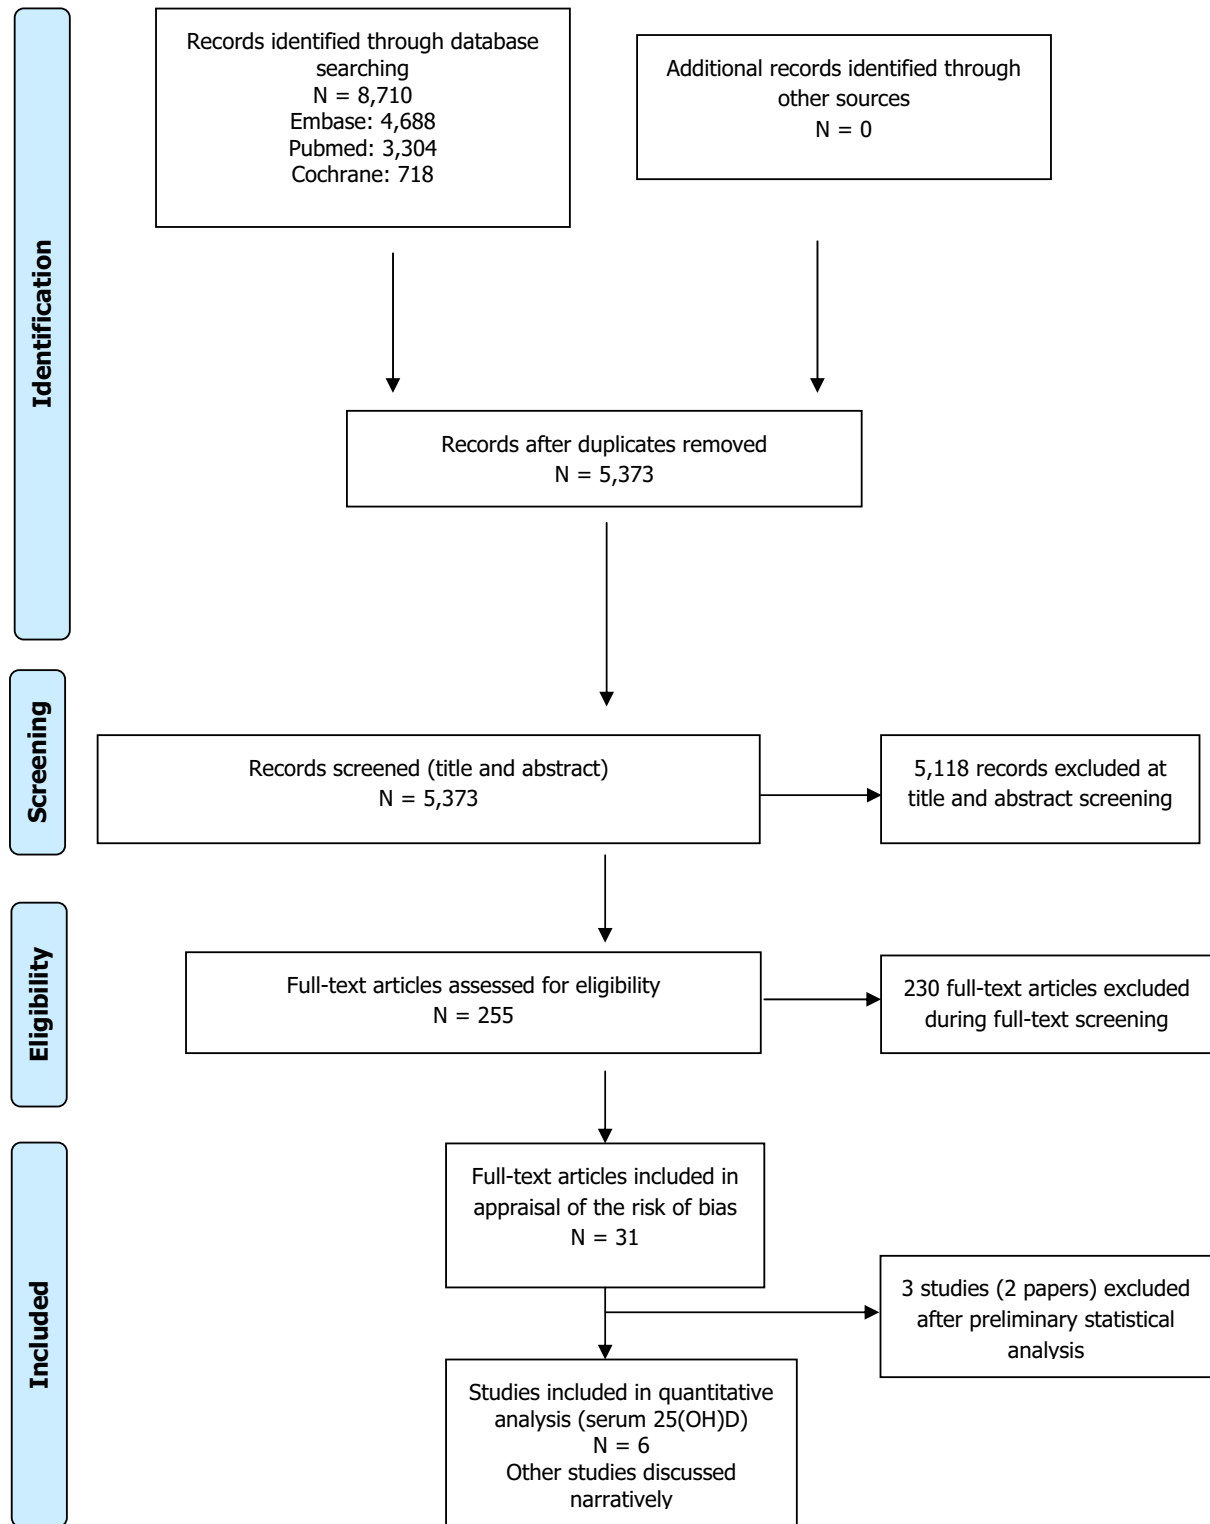 Identification
Records identified through database
searching
N = 8,710
Embase: 4,688
Pubmed: 3,304
Cochrane: 718
Additional records identified through
other sources
N = 0
Records after duplicates removed
N = 5,373
Screening
Records screened (title and abstract)
N = 5,373
5,118 records excluded at
title and abstract screening
Eligibility
Full-text articles assessed for eligibility
N = 255
230 full-text articles excluded
during full-text screening
Included
Full-text articles included in
appraisal of the risk of bias
N = 31
3 studies (2 papers) excluded
after preliminary statistical
analysis
Studies included in quantitative
analysis (serum 25(OH)D)
N = 6
Other studies discussed
narratively